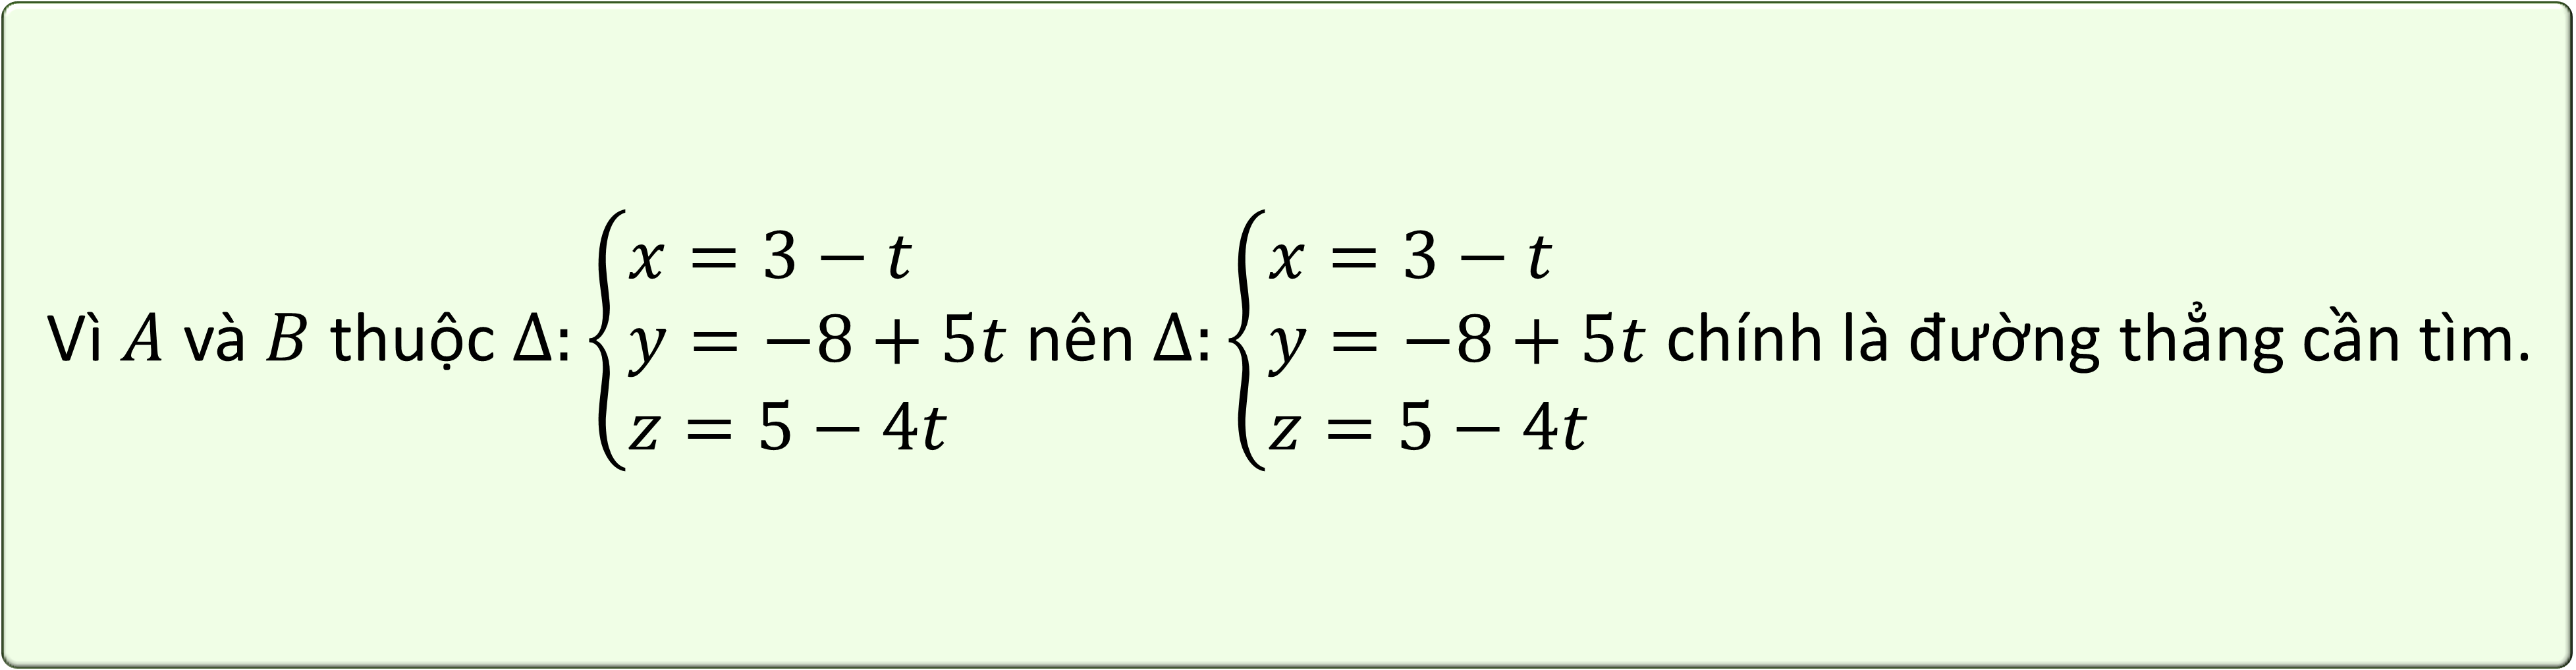 Vì A và B thuộc Δ: { x = 3 − t
y = −8 + 5t
z = 5 − 4t nên Δ: { x = 3 − t
y = −8 + 5t
z = 5 − 4t chính là đường thẳng cần tìm.